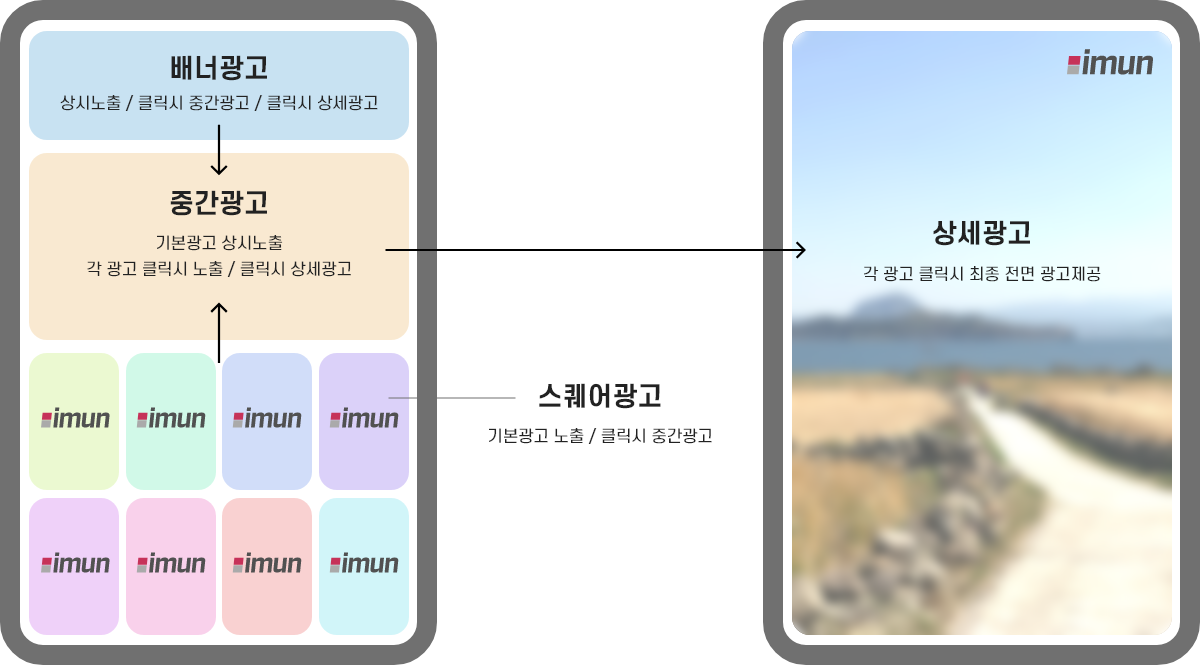 배너광고
상시노출 / 클릭시 중간광고 / 클릭시 상세광고
중간광고
기본광고 상시노출
각 광고 클릭시 노출 / 클릭시 상세광고
imun
imun
imun
imun
imun
imun
imun
imun
스퀘어광고
기본광고 노출 / 클릭시 중간광고
imun
상세광고
각 광고 클릭시 최종 전면 광고제공